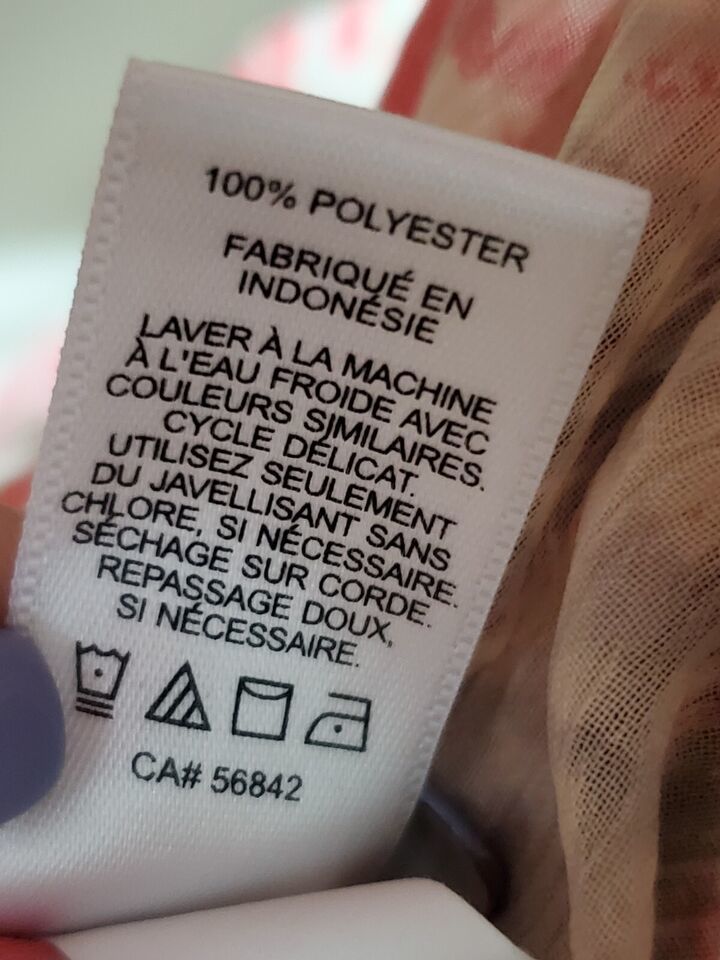 100% POLYESTER
FABRIQUÉ EN
INDONÉSIE
LAVER À LA MACHINE
À L'EAU FROIDE AVEC
COULEURS SIMILAIRES.
CYCLE DÉLICAT.
UTILISEZ SEULEMENT
DU JAVELLISANT SANS
CHLORE, SI NÉCESSAIRE.
SÉCHAGE SUR CORDE.
REPASSAGE DOUX,
SI NÉCESSAIRE.
CA# 56842